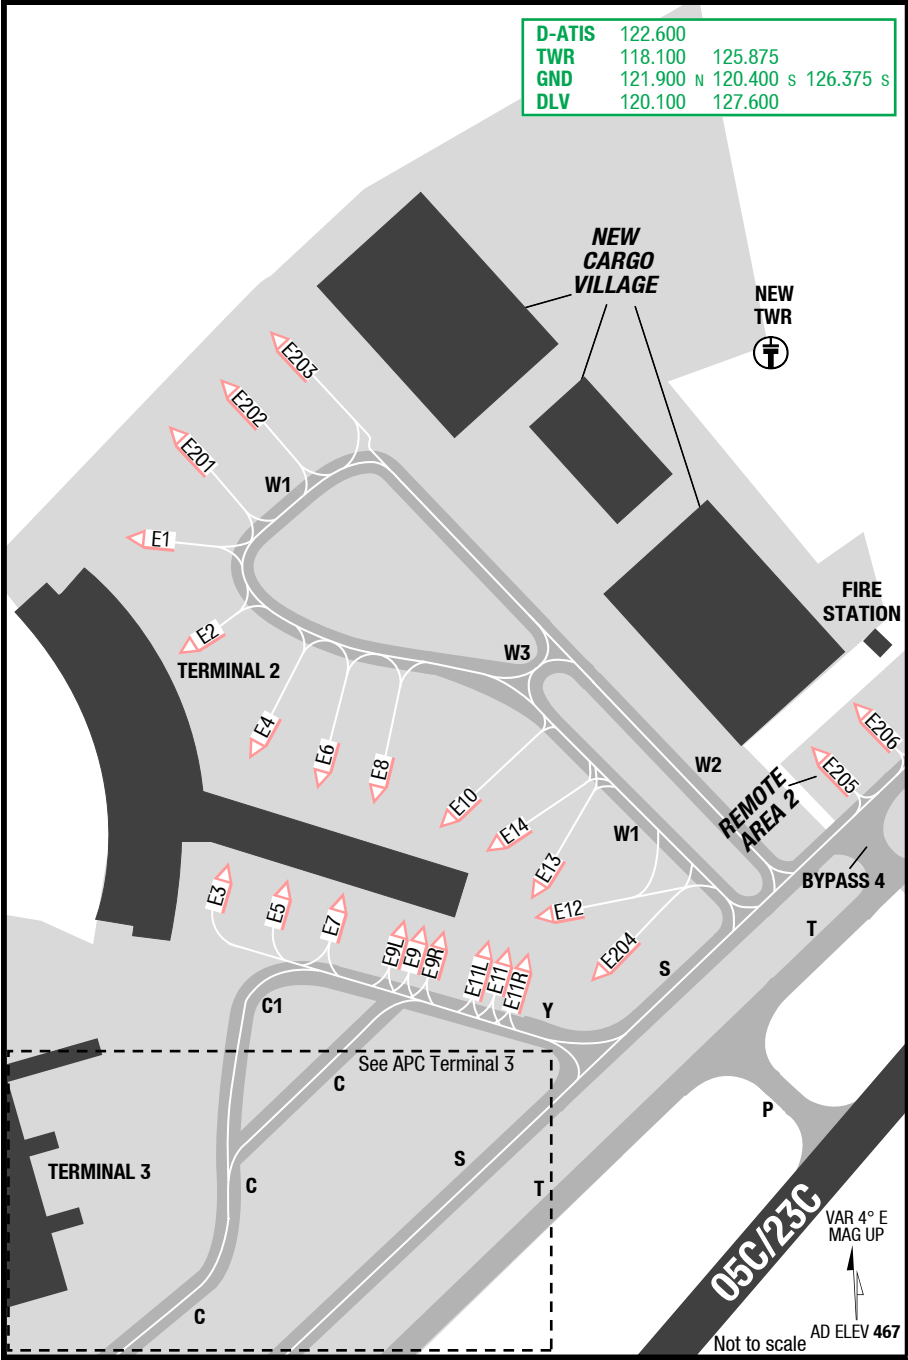 D-ATIS 122.600
TWR 118.100 125.875
GND 121.900 N 120.400 S 126.375 S
DLV 120.100 127.600
NEW
CARGO
VILLAGE
NEW
TWR
E203
E202
E201
W1
E1
E2
TERMINAL 2
W3
FIRE
STATION
E4
E6
E8
E10
E14
E13
E12
E204
W1
W2
REMOTE
AREA 2
E205
E206
BYPASS 4
T
S
E3
E5
E7
E9L
E9
E9R
E11L
E11
E11R
Y
C1
See APC Terminal 3
C
P
S
TERMINAL 3
C
T
C
05C/23C
VAR 4° E
MAG UP
AD ELEV 467
Not to scale